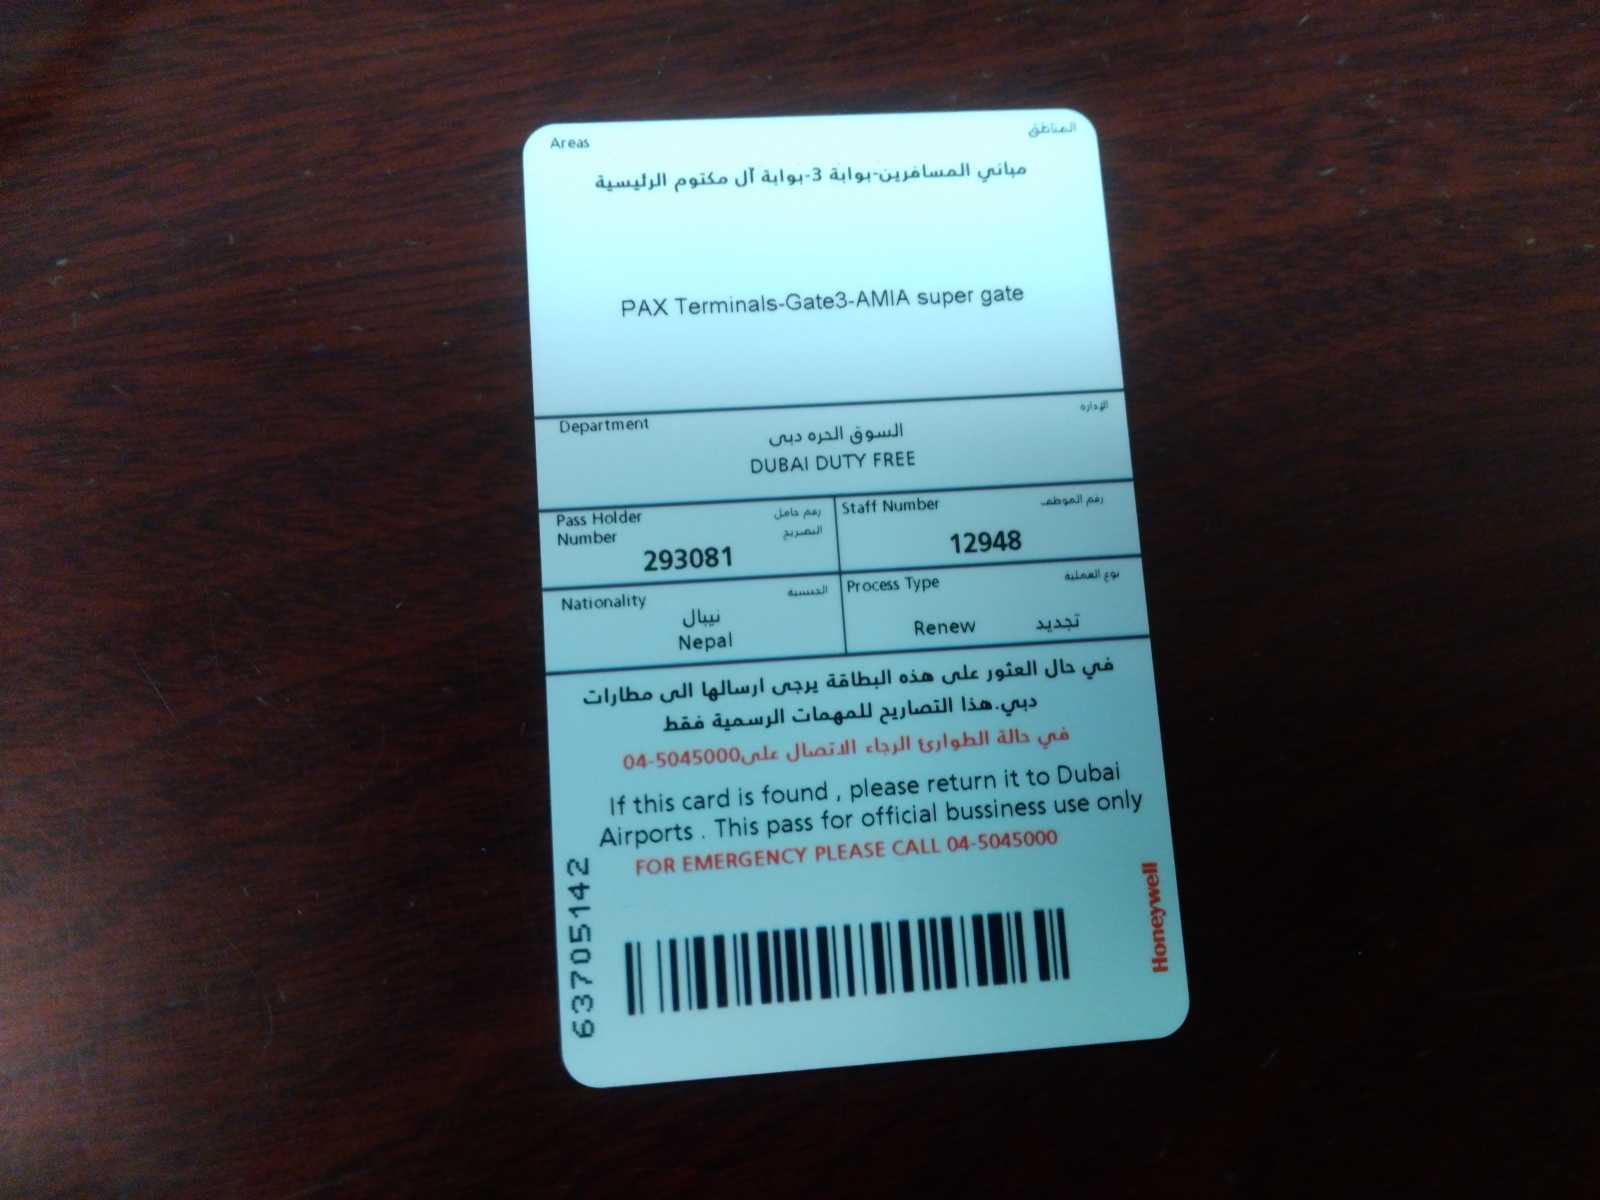 Areas
المناطق
مباني المسافرين-بوابة 3-بوابة آل مكتوم الرئيسية
PAX Terminals-Gate3-AMIA super gate
Department
الإدارة
السوق الحره دبى
DUBAI DUTY FREE
Pass Holder
Number
رقم حامل
التصريح
293081
Staff Number
رقم الموظف
12948
Nationality
الجنسية
نيبال
Nepal
Process Type
نوع العملية
Renew تجديد
في حال العثور على هذه البطاقة يرجى ارسالها الى مطارات
دبي.هذا التصاريح للمهمات الرسمية فقط
في حالة الطوارئ الرجاء الاتصال على04-5045000
If this card is found , please return it to Dubai
Airports . This pass for official bussiness use only
FOR EMERGENCY PLEASE CALL 04-5045000
63705142
Honeywell